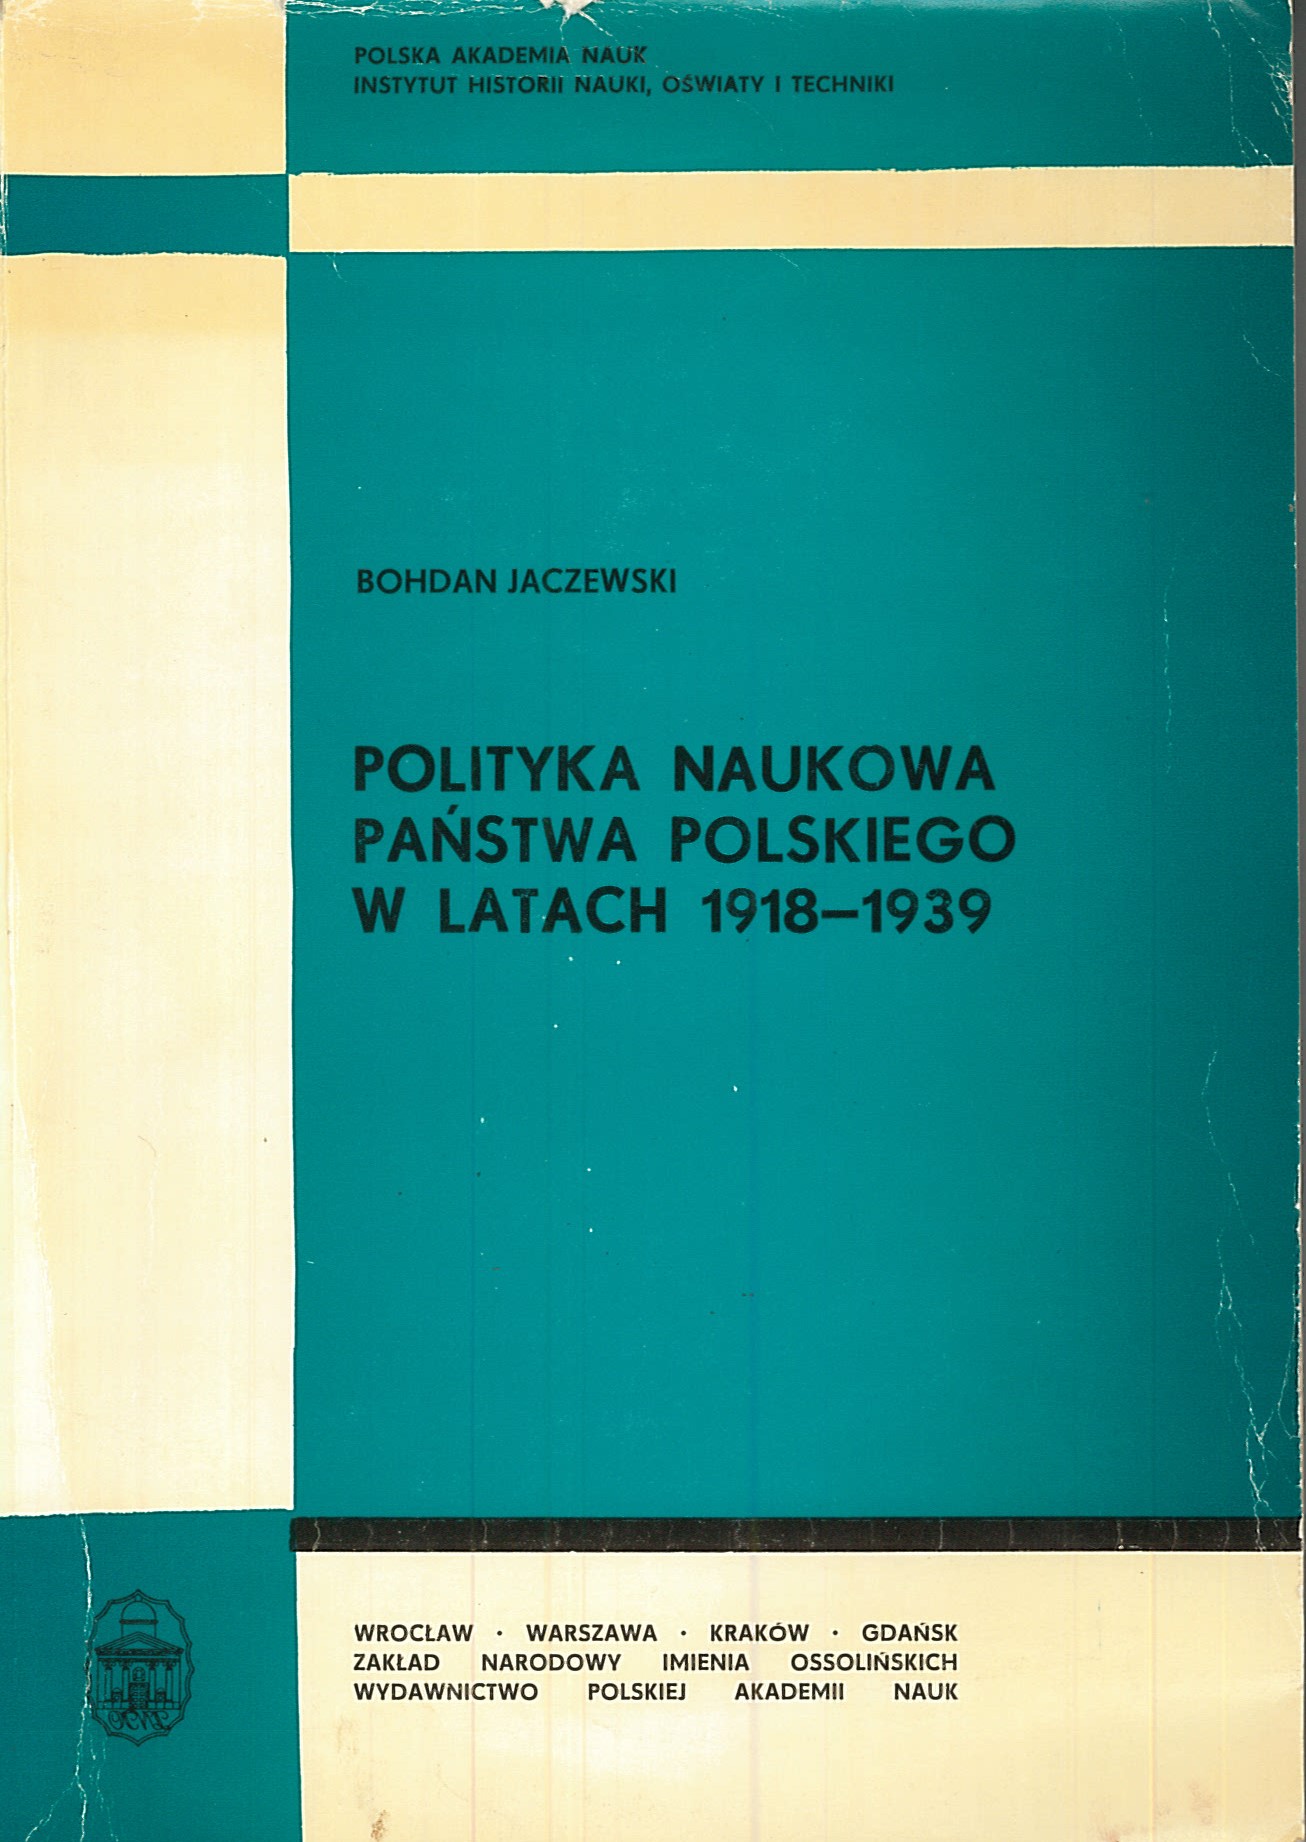 POLSKA AKADEMIA NAUK
INSTYTUT HISTORII NAUKI, OŚWIATY I TECHNIKI
BOHDAN JACZEWSKI
POLITYKA NAUKOWA
PAŃSTWA POLSKIEGO
W LATACH 1918–1939
WROCŁAW · WARSZAWA · KRAKÓW · GDAŃSK
ZAKŁAD NARODOWY IMIENIA OSSOLIŃSKICH
WYDAWNICTWO POLSKIEJ AKADEMII NAUK